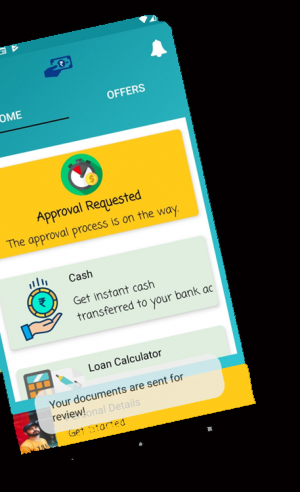 OME
OFFERS
Approval Requested
The approval process is on the way.
Cash
Get instant cash
transferred to your bank ac
Loan Calculator
Your documents are sent for
review!
onal Details
Get Started